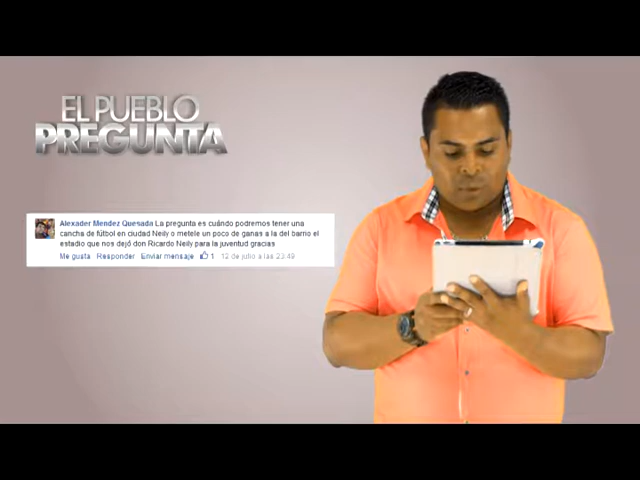 EL PUEBLO
PREGUNTA
Alexader Mendez Quesada La pregunta es cuándo podremos tener una
cancha de fútbol en ciudad Neily o metele un poco de ganas a la del barrio el
estadio que nos dejó don Ricardo Neily para la juventud gracias
Me gusta Responder Enviar mensaje 1 12 de julio a las 23:49